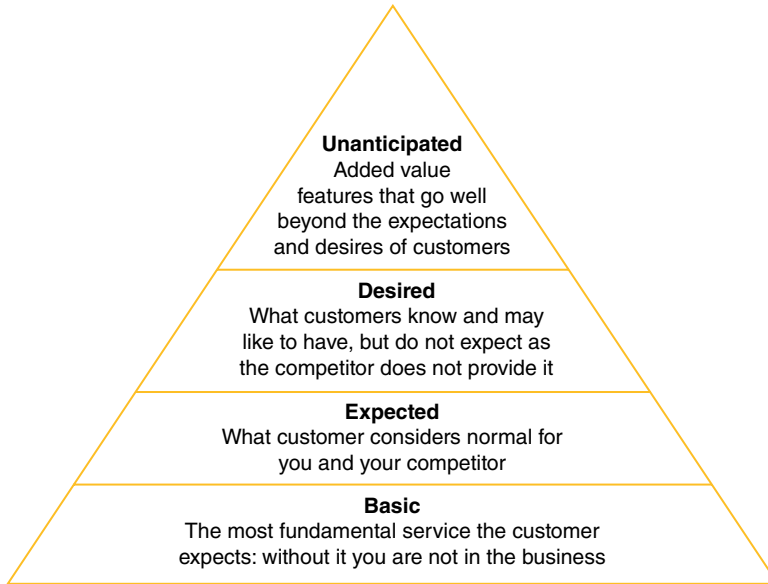 Unanticipated
Added value
features that go well
beyond the expectations
and desires of customers
Desired
What customers know and may
like to have, but do not expect as
the competitor does not provide it
Expected
What customer considers normal for
you and your competitor
Basic
The most fundamental service the customer
expects: without it you are not in the business